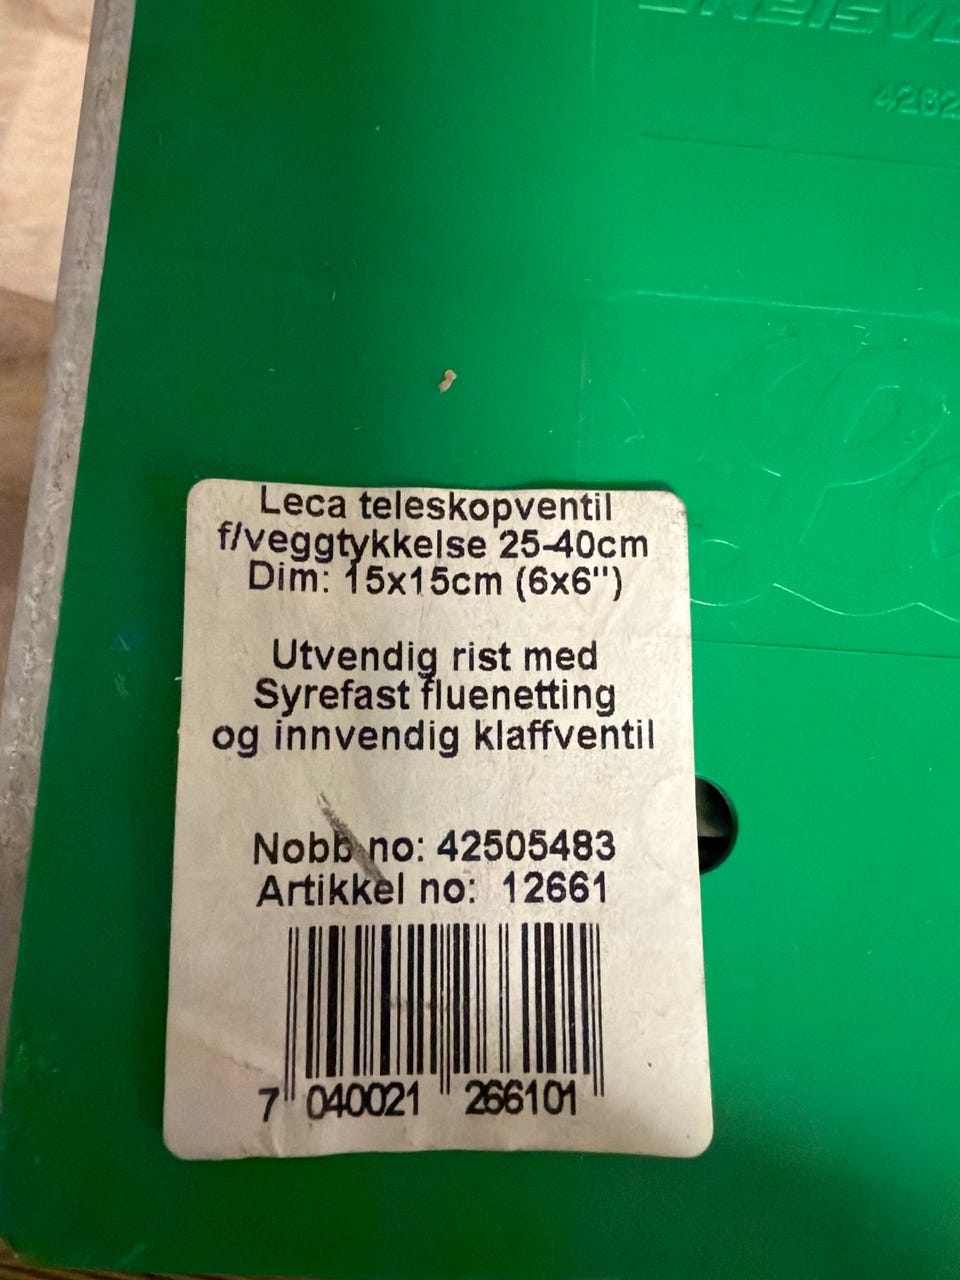 Leca teleskopventil
f/veggtykkelse 25-40cm
Dim: 15x15cm (6x6")
Utvendig rist med
Syrefast fluenetting
og innvendig klaffventil
Nobb no: 42505483
Artikkel no: 12661
7 040021 266101